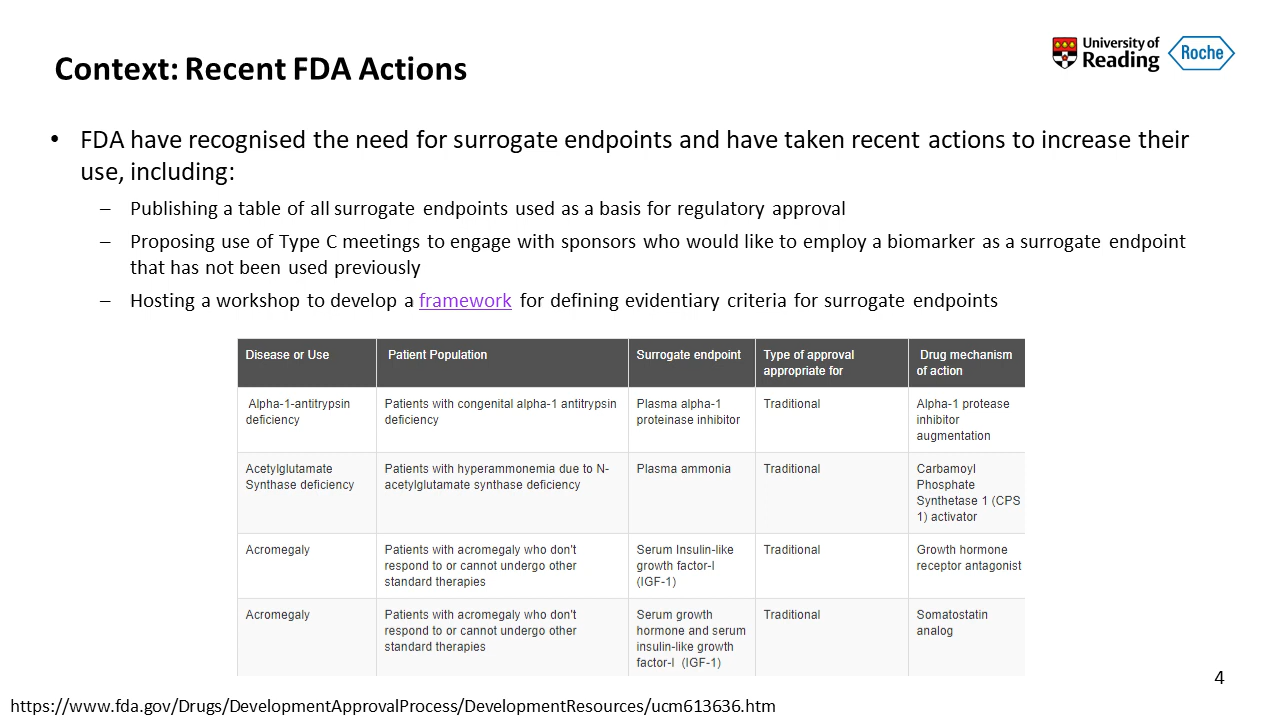 Context: Recent FDA Actions
University of
Reading
Roche
• FDA have recognised the need for surrogate endpoints and have taken recent actions to increase their
use, including:
– Publishing a table of all surrogate endpoints used as a basis for regulatory approval
– Proposing use of Type C meetings to engage with sponsors who would like to employ a biomarker as a surrogate endpoint
that has not been used previously
– Hosting a workshop to develop a framework for defining evidentiary criteria for surrogate endpoints
Disease or Use
Patient Population
Surrogate endpoint
Type of approval
appropriate for
Drug mechanism
of action
Alpha-1-antitrypsin
deficiency
Patients with congenital alpha-1 antitrypsin
deficiency
Plasma alpha-1
proteinase inhibitor
Traditional
Alpha-1 protease
inhibitor
augmentation
Acetylglutamate
Synthase deficiency
Patients with hyperammonemia due to N-
acetylglutamate synthase deficiency
Plasma ammonia
Traditional
Carbamoyl
Phosphate
Synthetase 1 (CPS
1) activator
Acromegaly
Patients with acromegaly who don't
respond to or cannot undergo other
standard therapies
Serum Insulin-like
growth factor-I
(IGF-1)
Traditional
Growth hormone
receptor antagonist
Acromegaly
Patients with acromegaly who don't
respond to or cannot undergo other
standard therapies
Serum growth
hormone and serum
insulin-like growth
factor-I (IGF-1)
Traditional
Somatostatin
analog
4
https://www.fda.gov/Drugs/DevelopmentApprovalProcess/DevelopmentResources/ucm613636.htm